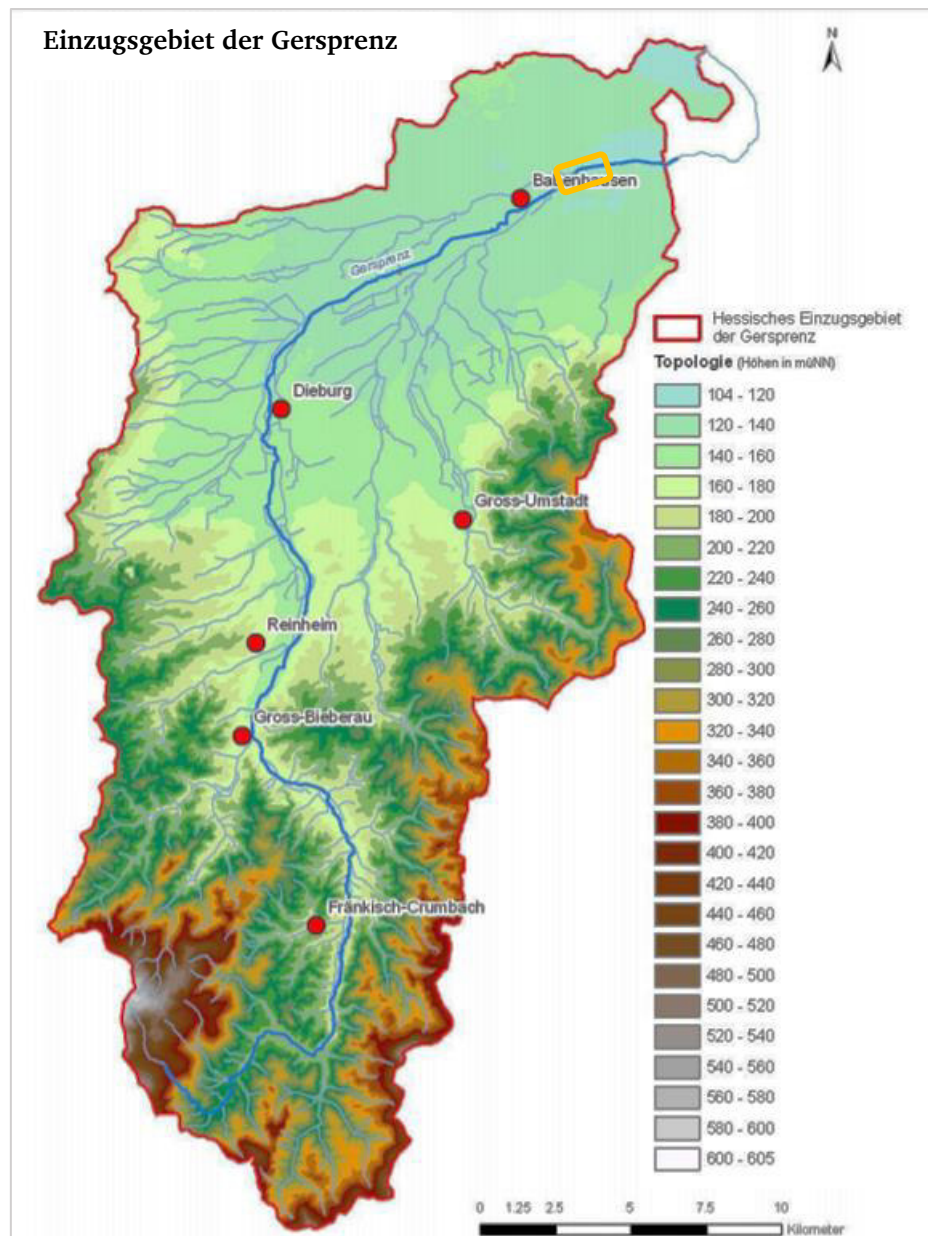 Einzugsgebiet der Gersprenz
N
Babenhausen
Gersprenz
Hessisches Einzugsgebiet
der Gersprenz
Topologie (Höhen in müNN)
Dieburg
104 - 120
120 - 140
140 - 160
160 - 180
Gross-Umstadt
180 - 200
200 - 220
220 - 240
240 - 260
Reinheim
260 - 280
280 - 300
300 - 320
Gross-Bieberau
320 - 340
340 - 360
360 - 380
380 - 400
400 - 420
420 - 440
Fränkisch-Crumbach
440 - 460
460 - 480
480 - 500
500 - 520
520 - 540
540 - 560
560 - 580
580 - 600
600 - 605
0 1.25 2.5 5 7.5 10
Kilometer